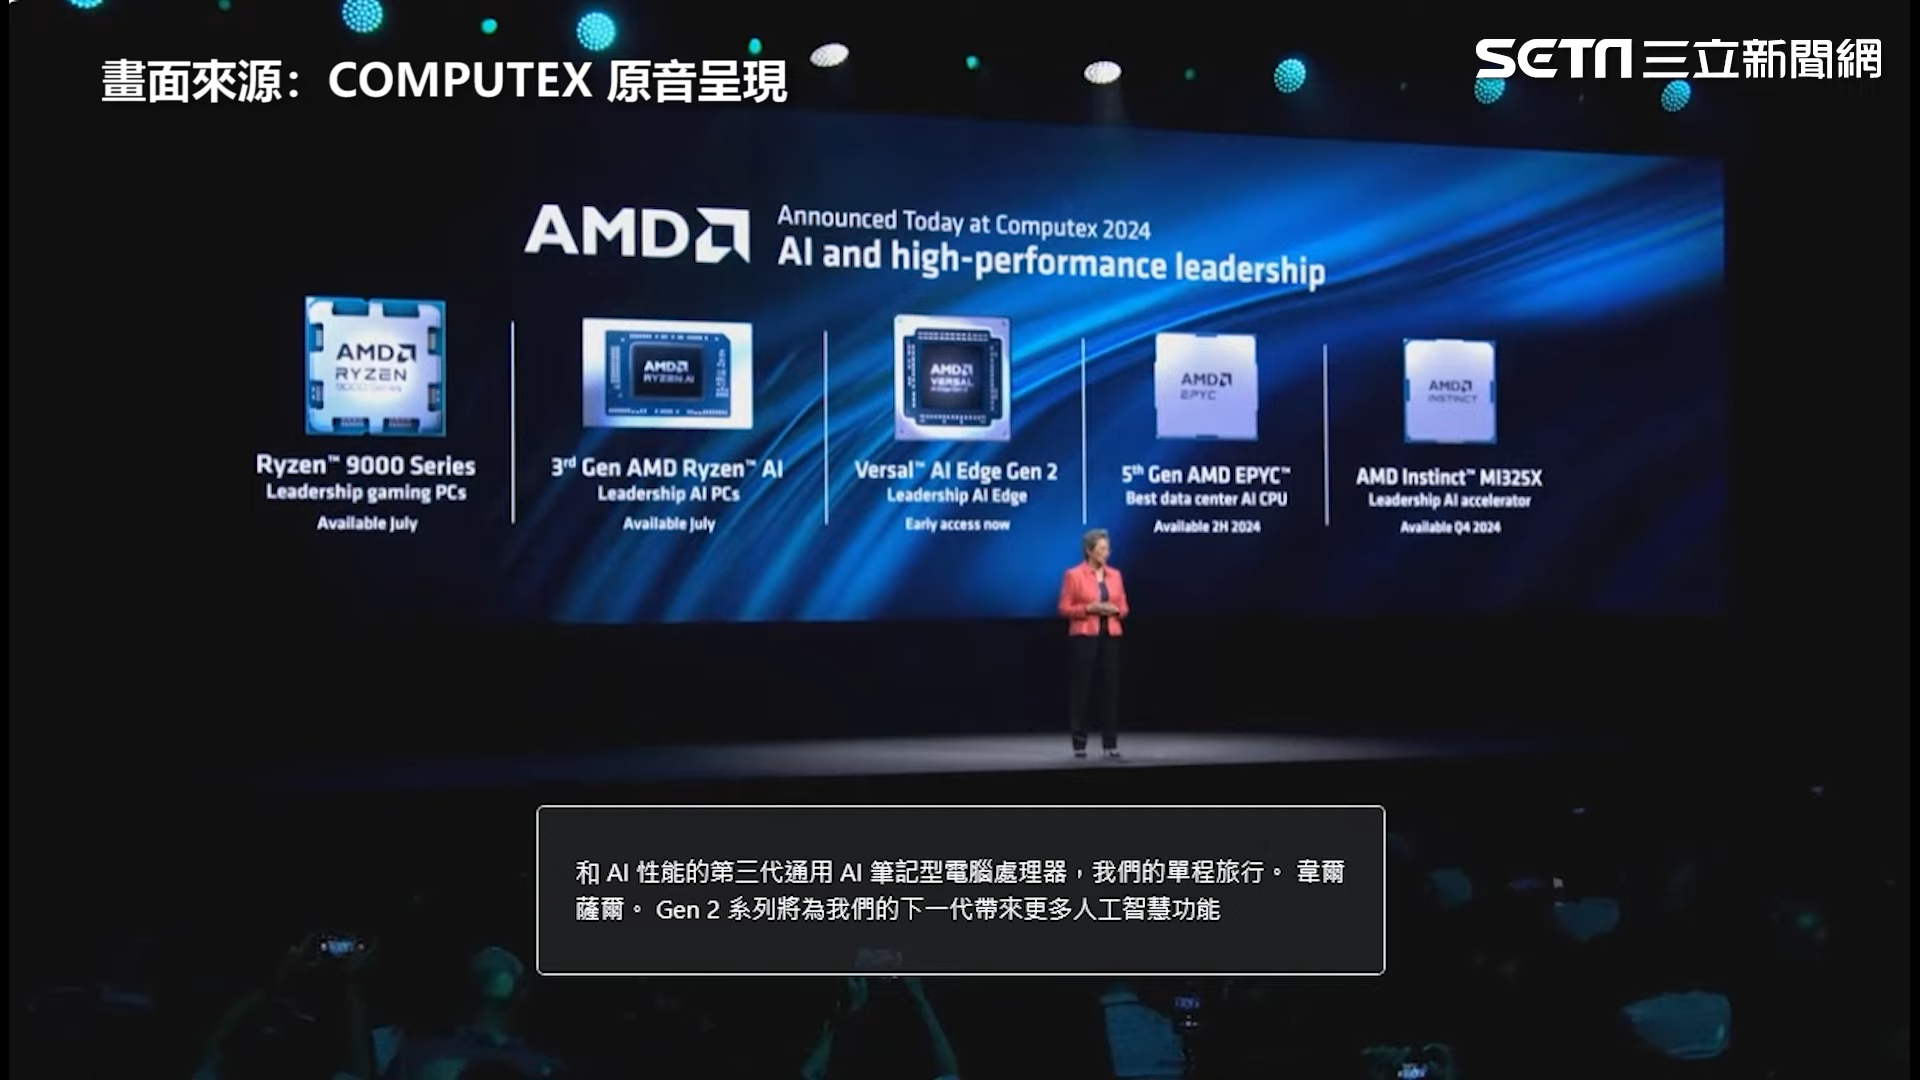 畫面來源：COMPUTEX 原音呈現
SETN三立新聞網
AMD
Announced Today at Computex 2024
AI and high-performance leadership
AMD
RYZEN
9000 Series
AMD
RYZEN AI
AMD
VERSAL
AI Edge Gen 2
AMD
EPYC
AMD
INSTINCT
Ryzen™ 9000 Series
Leadership gaming PCs
Available July
3rd Gen AMD Ryzen™ AI
Leadership AI PCs
Available July
Versal™ AI Edge Gen 2
Leadership AI Edge
Early access now
5th Gen AMD EPYC™
Best data center AI CPU
Available 2H 2024
AMD Instinct™ MI325X
Leadership AI accelerator
Available Q4 2024
和 AI 性能的第三代通用 AI 筆記型電腦處理器，我們的單程旅行。 韋爾
薩爾。 Gen 2 系列將為我們的下一代帶來更多人工智慧功能